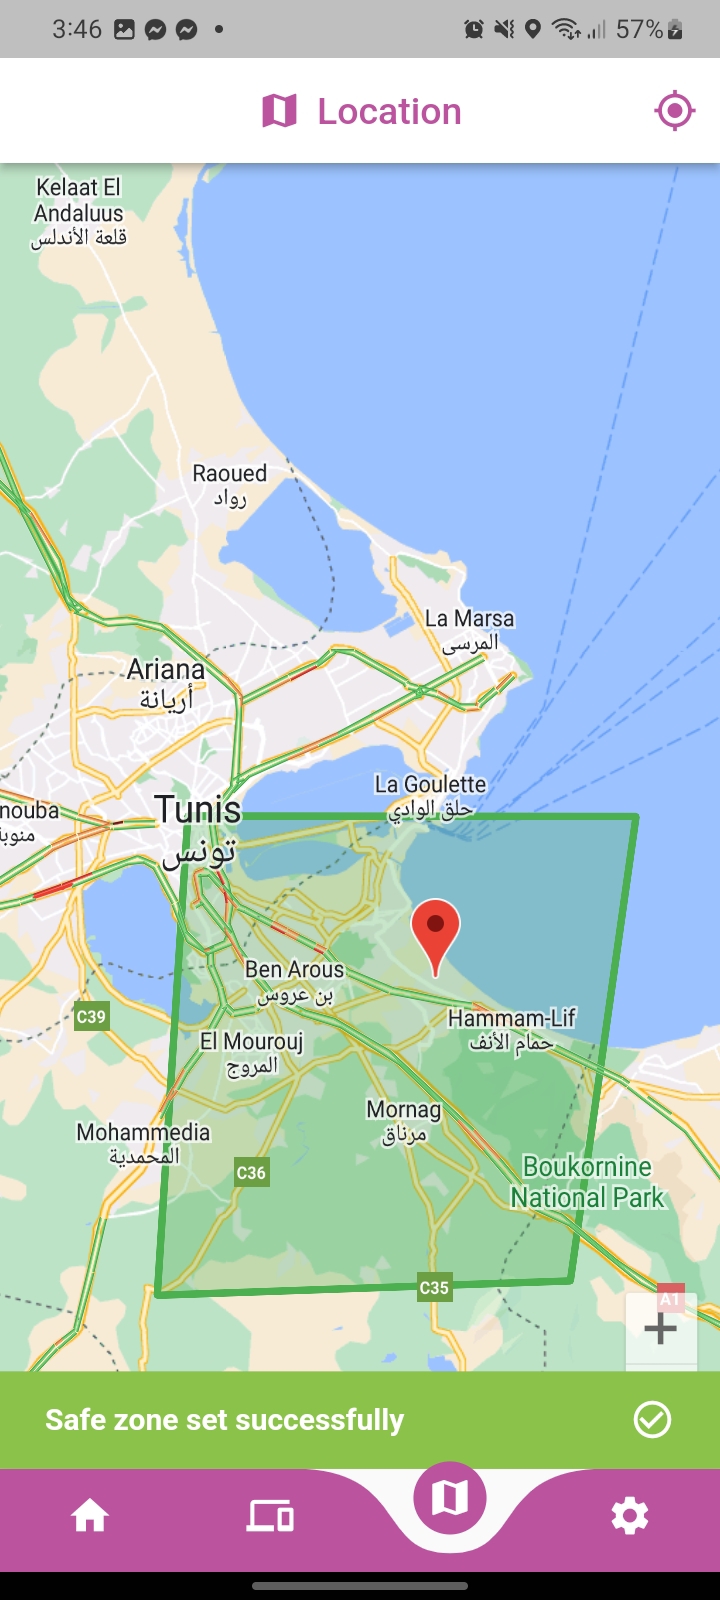 3:46
57%
Location
Kelaat El
Andaluus
قلعة الأندلس
Raoued
رواد
La Marsa
المرسى
Ariana
أريانة
La Goulette
حلق الوادي
nouba
منوبة
Tunis
تونس
Ben Arous
بن عروس
C39
Hammam-Lif
حمام الأنف
El Mourouj
المروج
Mornag
مرناق
Mohammedia
المحمدية
C36
Boukornine
National Park
C35
A1
+
Safe zone set successfully